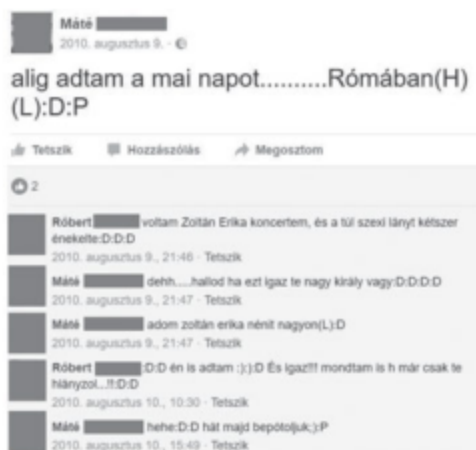 Máté
2010. augusztus 9. ·
alig adtam a mai napot..........Rómában(H)
(L):D:P
Tetszik Hozzászólás Megosztom
2
Róbert voltam Zoltán Erika koncertem, és a túl szexi lányt kétszer
énekelte:D:D:D
2010. augusztus 9., 21:46 · Tetszik
Máté dehh.....hallod ha ezt igaz te nagy király vagy:D:D:D:D
2010. augusztus 9., 21:47 · Tetszik
Máté adom zoltán erika nénit nagyon(L):D
2010. augusztus 9., 21:47 · Tetszik
Róbert :D:D én is adtam :):):D És igaz!!! mondtam is h már csak te
hiányzol...!!:D:D
2010. augusztus 10., 10:30 · Tetszik
Máté hehe:D:D hát majd bepótoljuk;):P
2010. augusztus 10., 15:49 · Tetszik